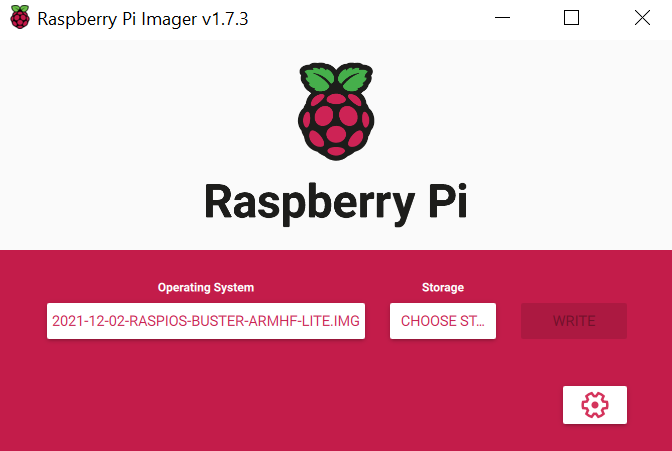 Raspberry Pi Imager v1.7.3
Raspberry Pi
Operating System
Storage
2021-12-02-RASPIOS-BUSTER-ARMHF-LITE.IMG
CHOOSE ST...
WRITE